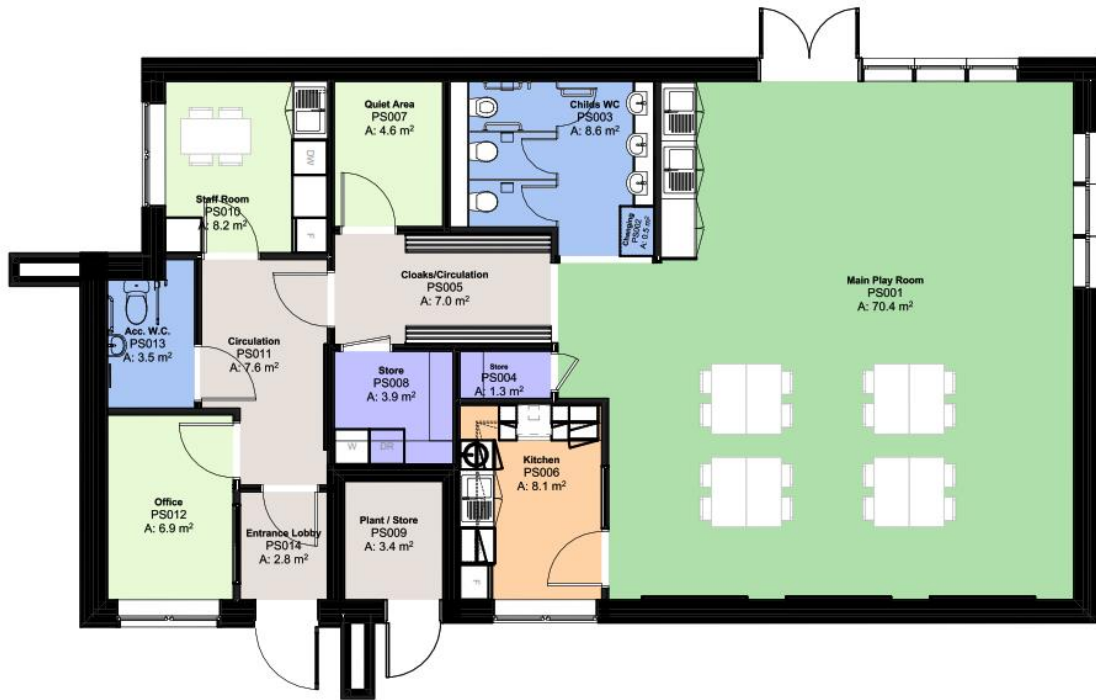 Quiet Area
PS007
A: 4.6 m²
Childs WC
PS003
A: 8.6 m²
DW
F
Staff Room
PS010
A: 8.2 m²
Changing
PS002
A: 0.5 m²
Cloaks/Circulation
PS005
A: 7.0 m²
Main Play Room
PS001
A: 70.4 m²
Acc. W.C.
PS013
A: 3.5 m²
Circulation
PS011
A: 7.6 m²
Store
PS008
A: 3.9 m²
W
DR
Store
PS004
A: 1.3 m²
Kitchen
PS006
A: 8.1 m²
F
Office
PS012
A: 6.9 m²
Entrance Lobby
PS014
A: 2.8 m²
Plant / Store
PS009
A: 3.4 m²